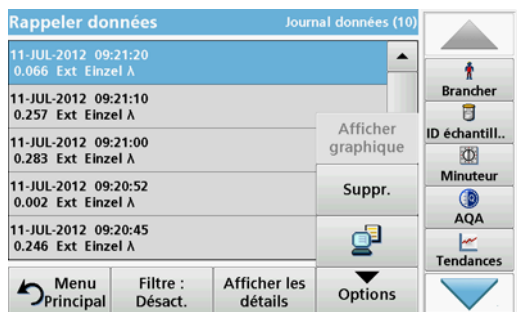 Rappeler données
Journal données (10)
11-JUL-2012 09:21:20
0.066 Ext Einzel λ
11-JUL-2012 09:21:10
0.257 Ext Einzel λ
11-JUL-2012 09:21:00
0.283 Ext Einzel λ
11-JUL-2012 09:20:52
0.002 Ext Einzel λ
11-JUL-2012 09:20:45
0.246 Ext Einzel λ
Afficher
graphique
Suppr.
Menu
Principal
Filtre :
Désact.
Afficher les
détails
Options
Brancher
ID échantill..
Minuteur
AQA
Tendances